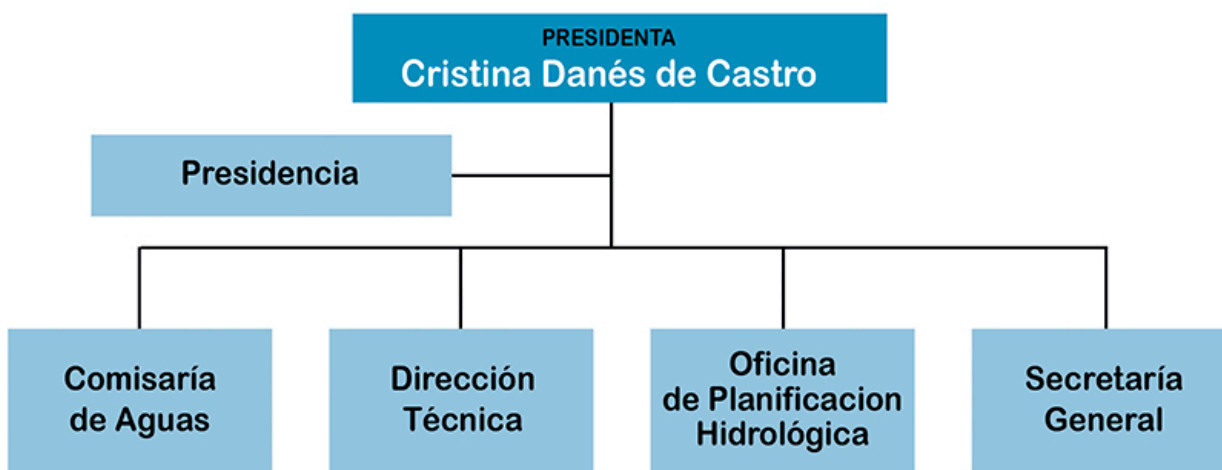 PRESIDENTA
Cristina Danés de Castro
Presidencia
Comisaría
de Aguas
Dirección
Técnica
Oficina
de Planificacion
Hidrológica
Secretaría
General